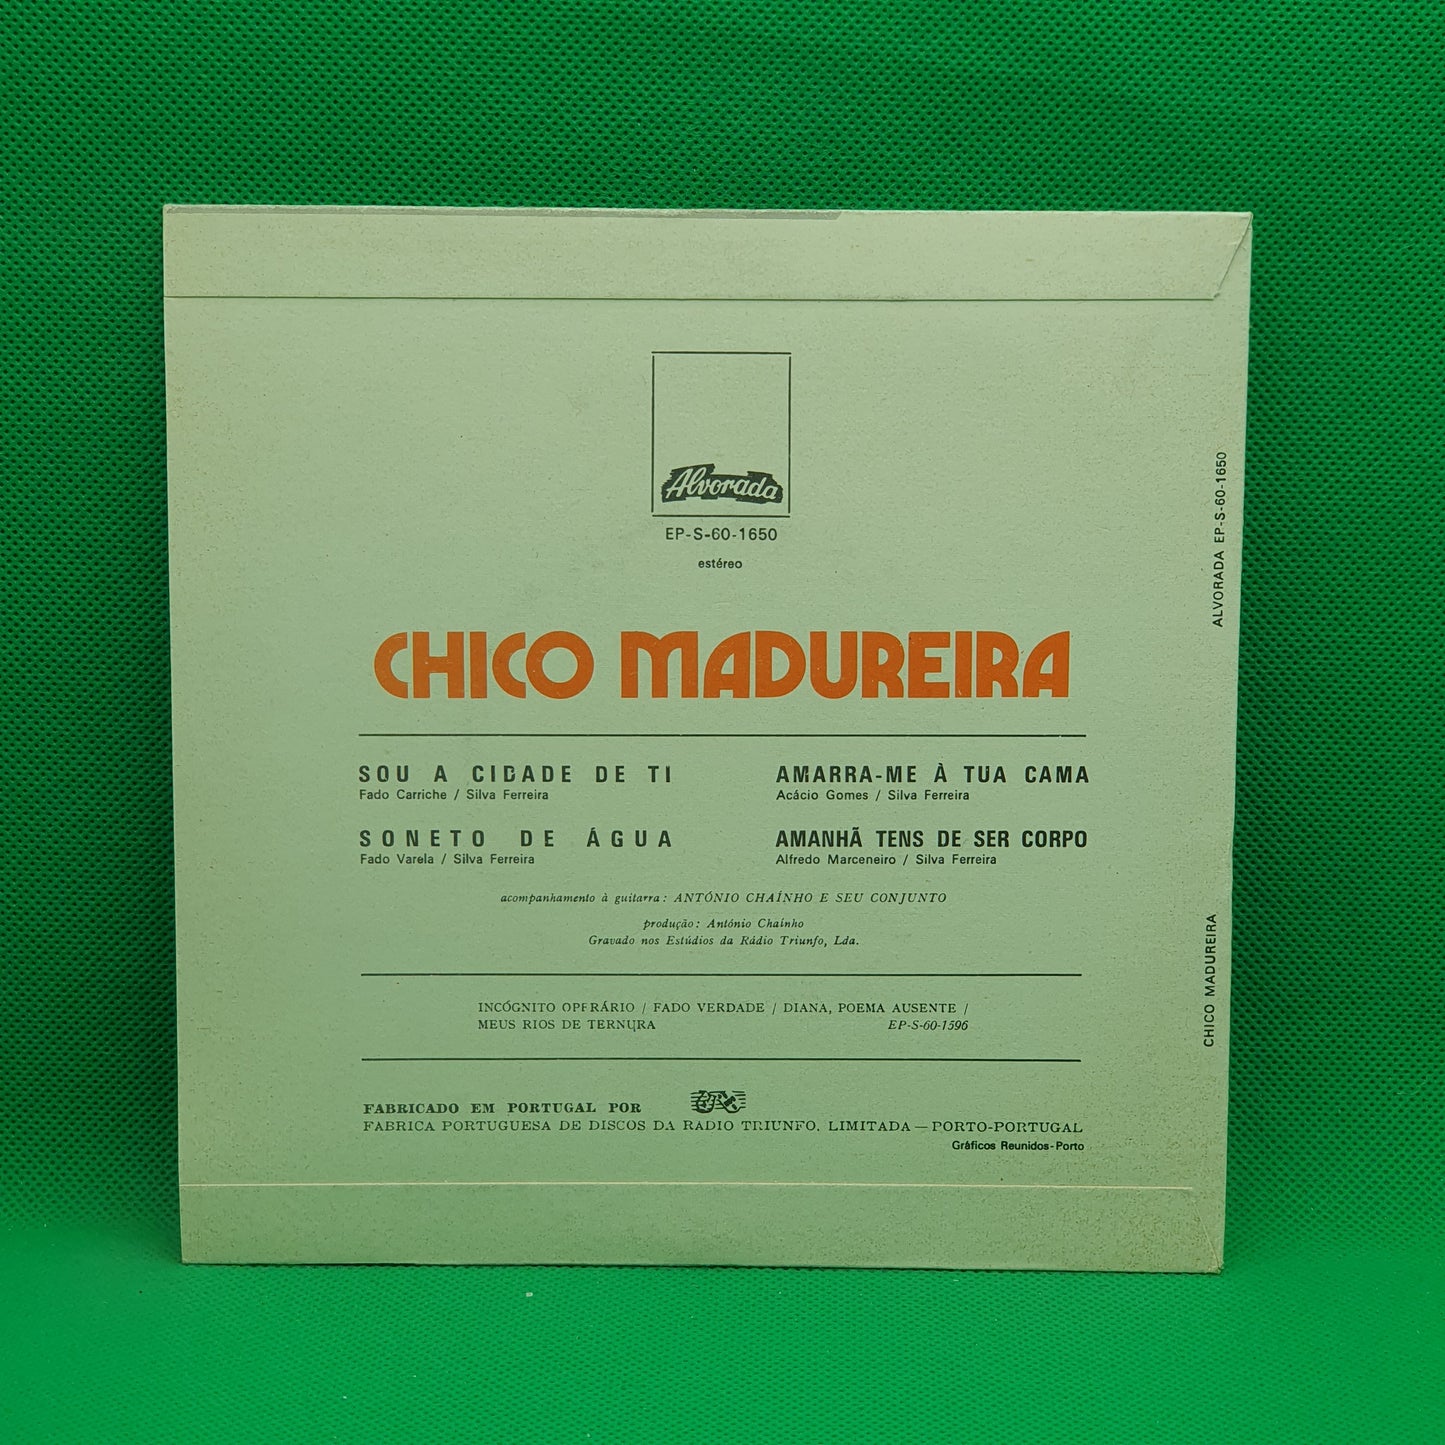 Alvorada
EP-S-60-1650
estéreo
CHICO MADUREIRA
SOU A CIDADE DE TI
Fado Carriche / Silva Ferreira
SONETO DE ÁGUA
Fado Varela / Silva Ferreira
AMARRA-ME À TUA CAMA
Acácio Gomes / Silva Ferreira
AMANHÃ TENS DE SER CORPO
Alfredo Marceneiro / Silva Ferreira
acompanhamento à guitarra: ANTÓNIO CHAÍNHO E SEU CONJUNTO
produção: António Chaínho
Gravado nos Estúdios da Rádio Triunfo, Lda.
INCÓGNITO OPERÁRIO / FADO VERDADE / DIANA, POEMA AUSENTE /
MEUS RIOS DE TERNURA EP-S-60-1596
FABRICADO EM PORTUGAL POR
FABRICA PORTUGUESA DE DISCOS DA RADIO TRIUNFO, LIMITADA — PORTO-PORTUGAL
Gráficos Reunidos-Porto
ALVORADA EP-S-60-1650
CHICO MADUREIRA